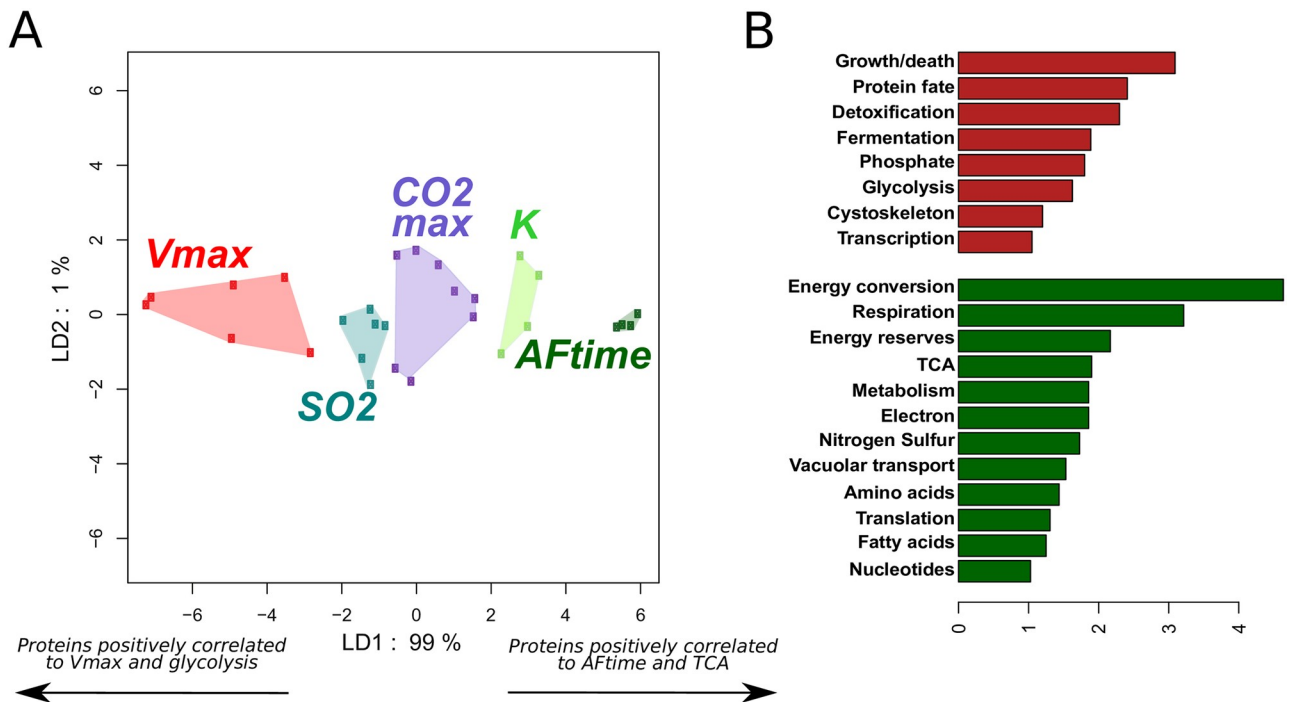 A
6
4
2
0
−2
−4
−6
LD2 : 1 %
Vmax
SO2
CO2
max
K
AFtime
−6
−4
−2
0
2
4
6
LD1 : 99 %
Proteins positively correlated
to Vmax and glycolysis
Proteins positively correlated
to AFtime and TCA
B
Growth/death
Protein fate
Detoxification
Fermentation
Phosphate
Glycolysis
Cystoskeleton
Transcription
Energy conversion
Respiration
Energy reserves
TCA
Metabolism
Electron
Nitrogen Sulfur
Vacuolar transport
Amino acids
Translation
Fatty acids
Nucleotides
0
1
2
3
4